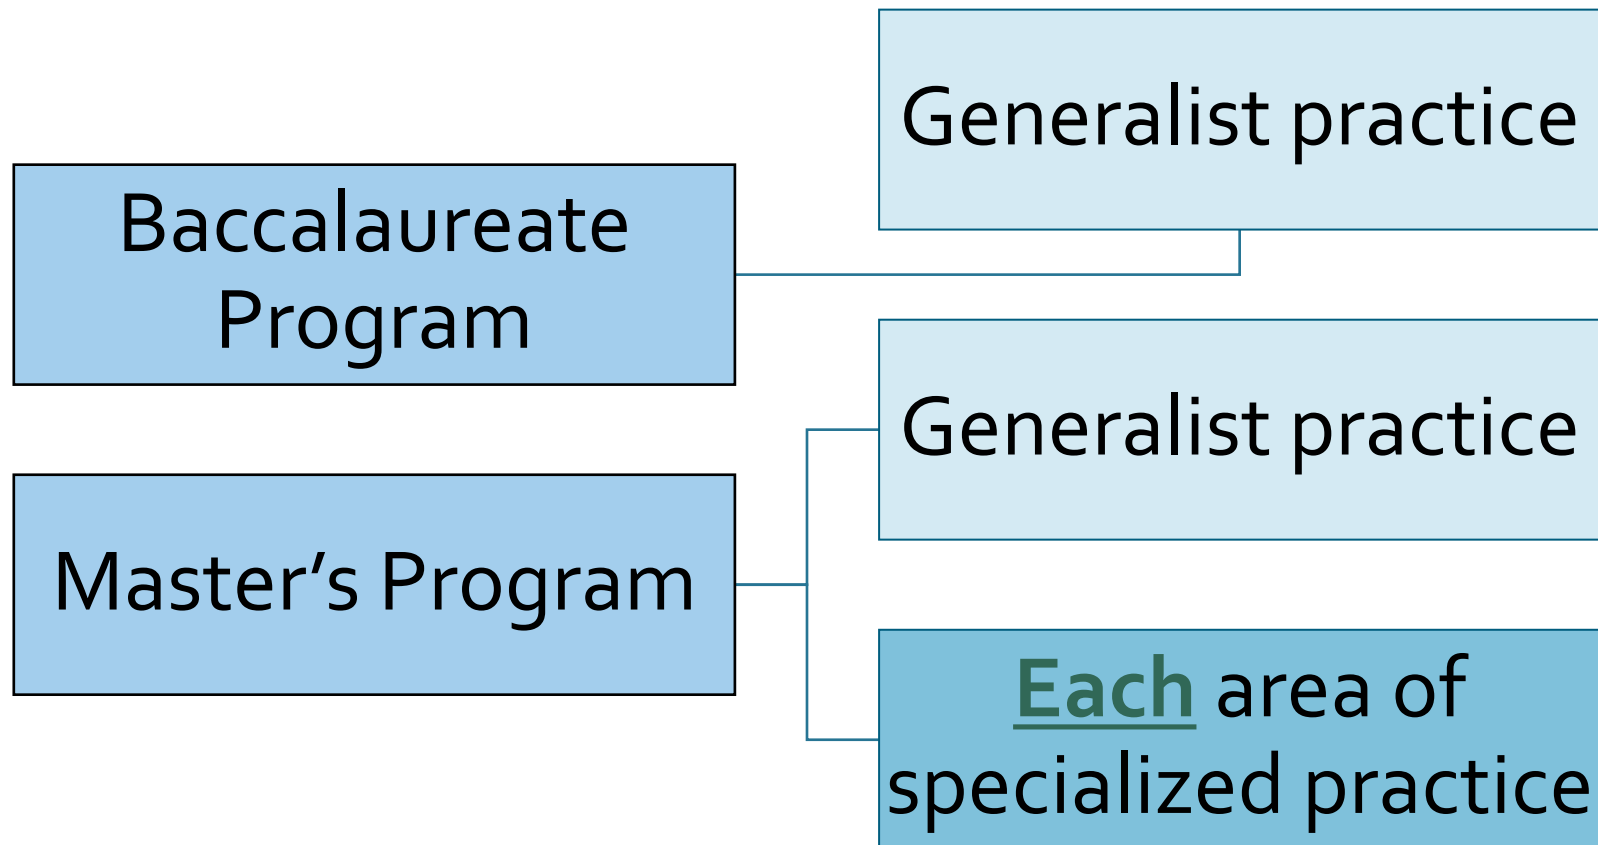 Generalist practice
Baccalaureate
Program
Generalist practice
Master’s Program
Each area of
specialized practice